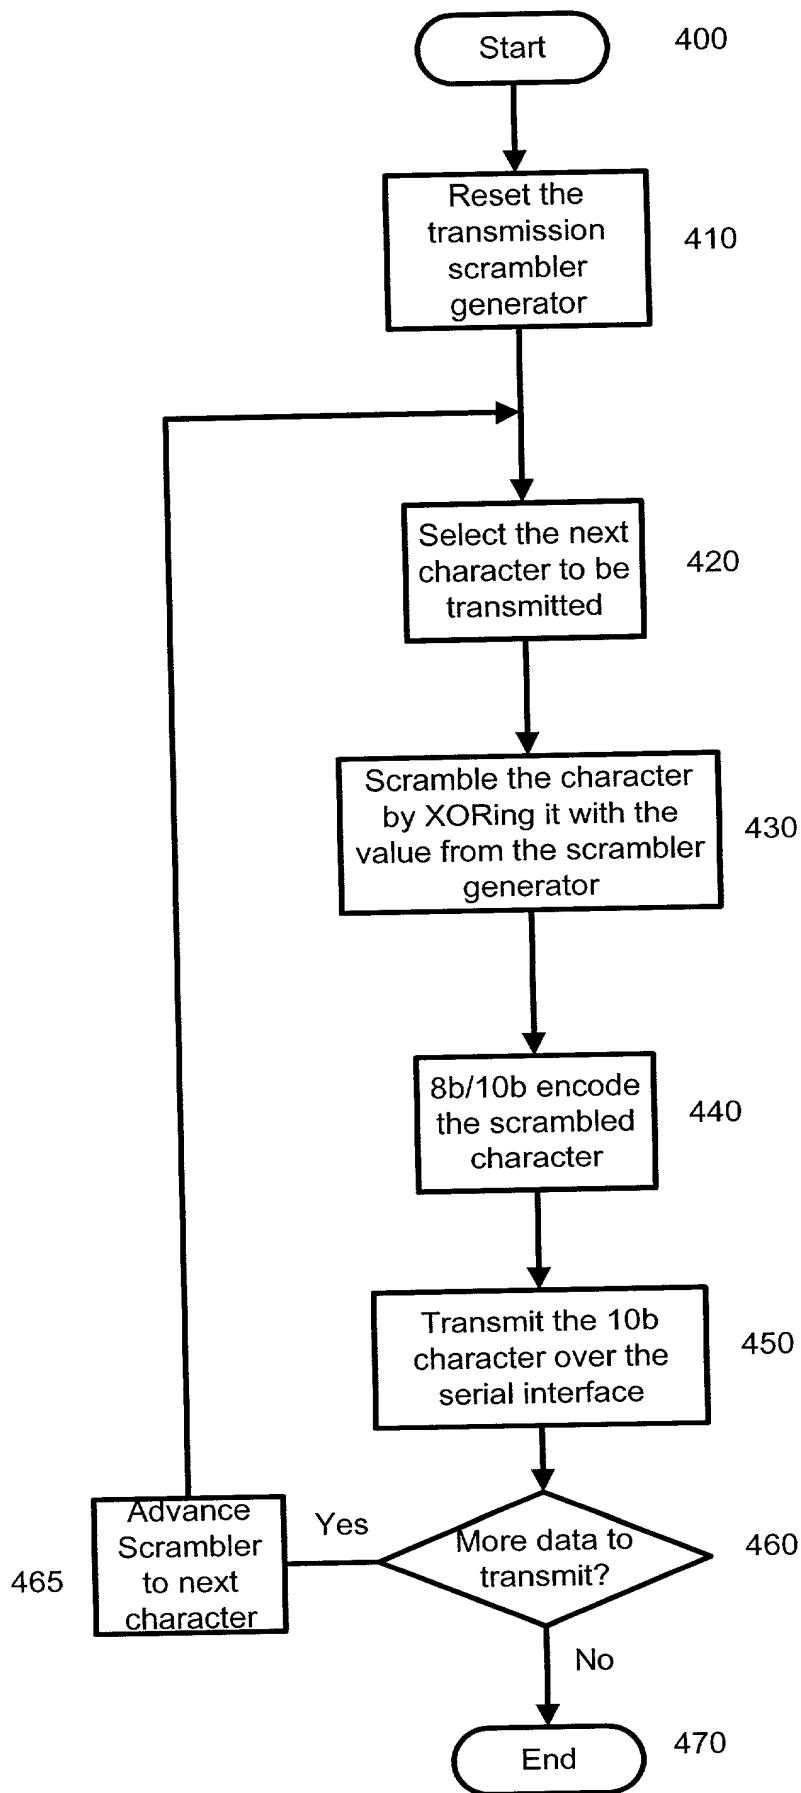 Start
400
Reset the
transmission
scrambler
generator
410
Select the next
character to be
transmitted
420
Scramble the character
by XORing it with the
value from the scrambler
generator
430
8b/10b encode
the scrambled
character
440
Transmit the 10b
character over the
serial interface
450
More data to
transmit?
460
Yes
Advance
Scrambler
to next
character
465
No
End
470